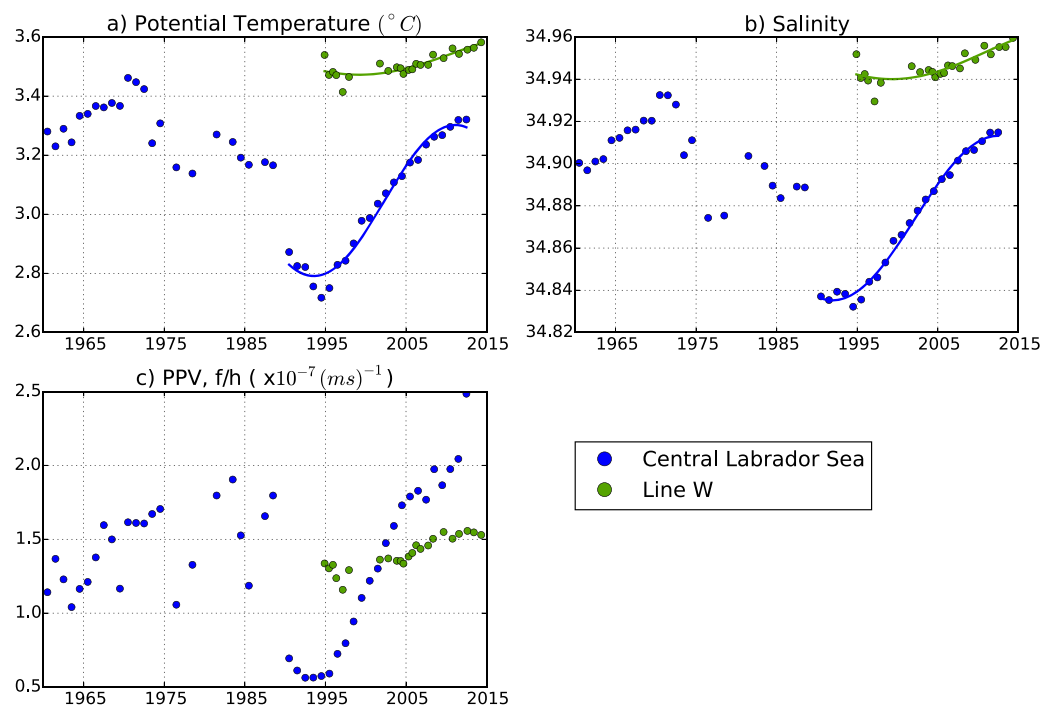 a) Potential Temperature (°C)
3.6
3.4
3.2
3.0
2.8
2.6
1965 1975 1985 1995 2005 2015
b) Salinity
34.96
34.94
34.92
34.90
34.88
34.86
34.84
34.82
1965 1975 1985 1995 2005 2015
c) PPV, f/h ( x10⁻⁷(ms)⁻¹)
2.5
2.0
1.5
1.0
0.5
1965 1975 1985 1995 2005 2015
Central Labrador Sea
Line W